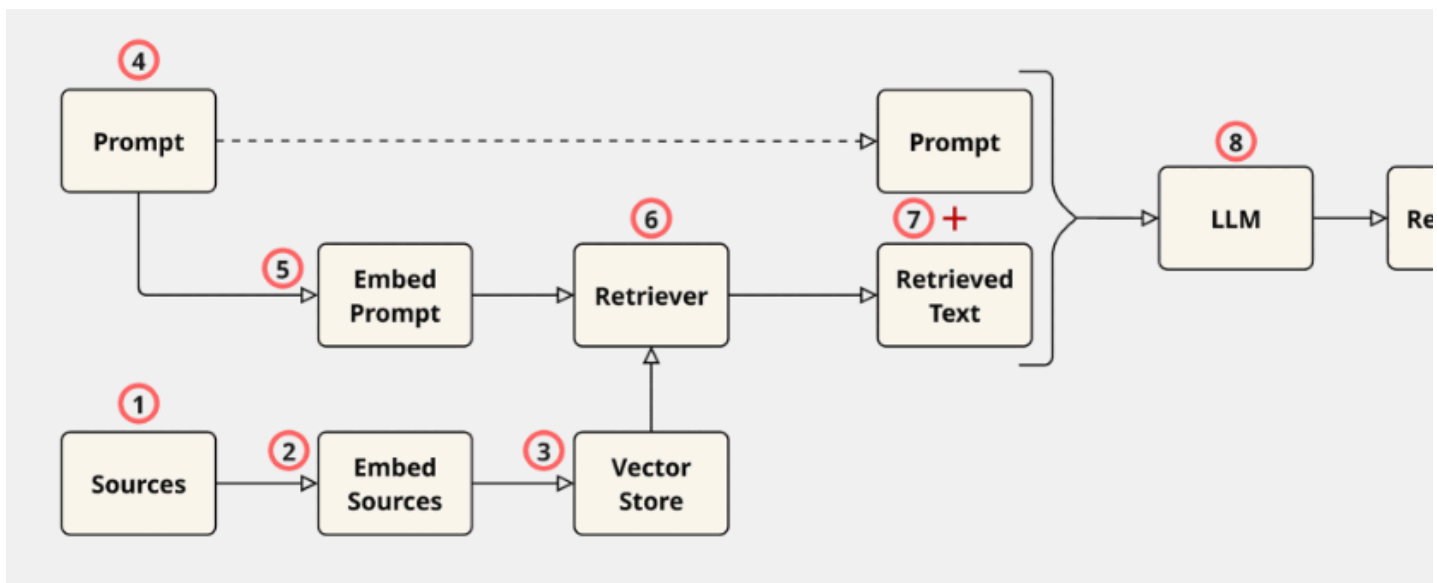 4
Prompt
Prompt
8
7 +
LLM
Re
6
5
Embed
Prompt
Retriever
Retrieved
Text
1
Sources
2
Embed
Sources
3
Vector
Store